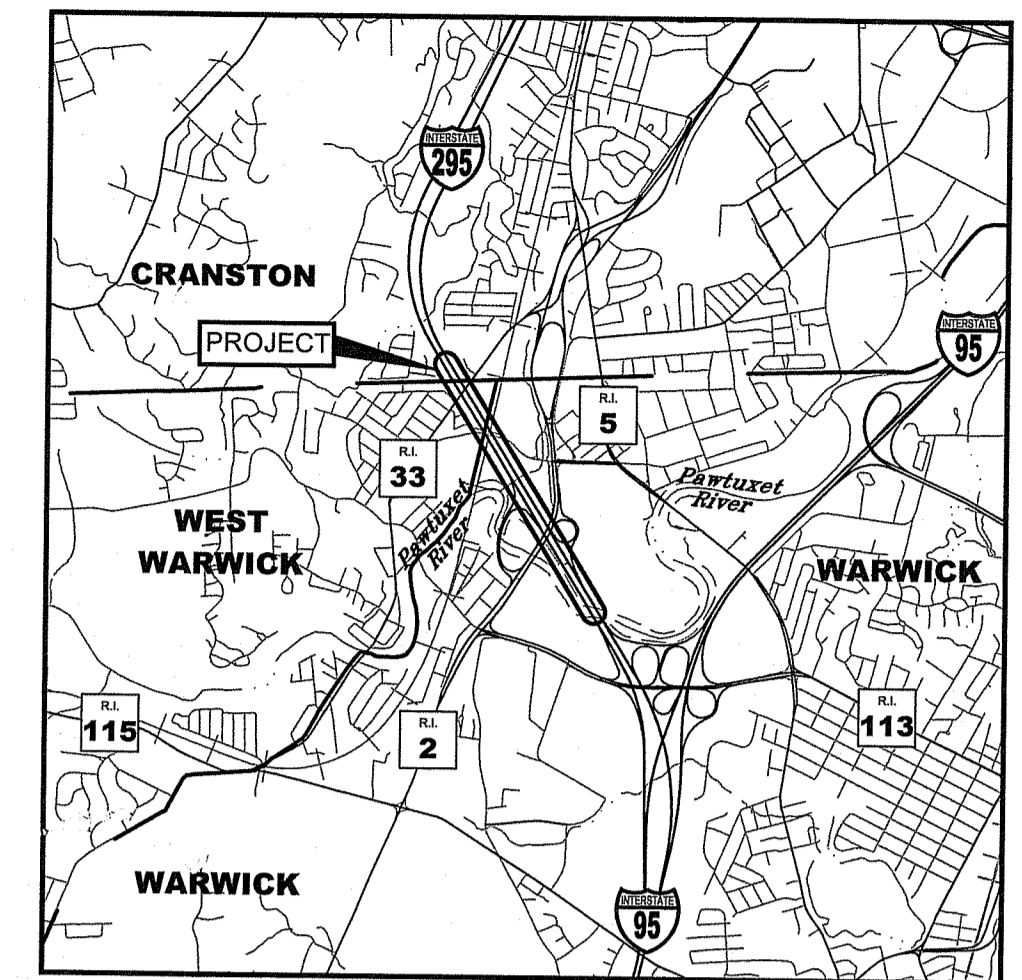 INTERSTATE
295
CRANSTON
PROJECT
INTERSTATE
95
R.I.
5
R.I.
33
Pawtuxet
River
Pawtuxet
River
WEST
WARWICK
WARWICK
R.I.
115
R.I.
2
R.I.
113
WARWICK
INTERSTATE
95